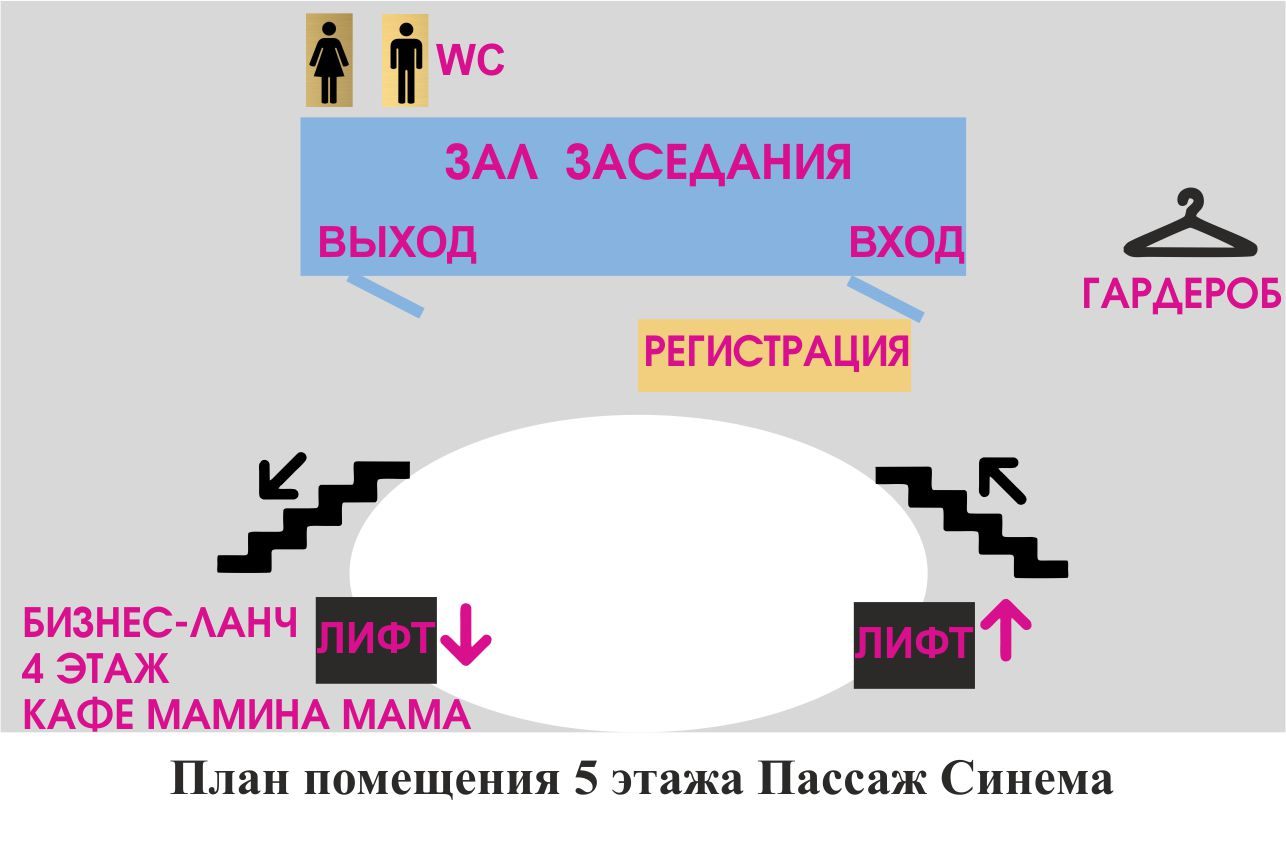 WC
ЗАЛ ЗАСЕДАНИЯ
ВЫХОД
ВХОД
ГАРДЕРОБ
РЕГИСТРАЦИЯ
БИЗНЕС-ЛАНЧ
4 ЭТАЖ
КАФЕ МАМИНА МАМА
ЛИФТ
ЛИФТ
План помещения 5 этажа Пассаж Синема